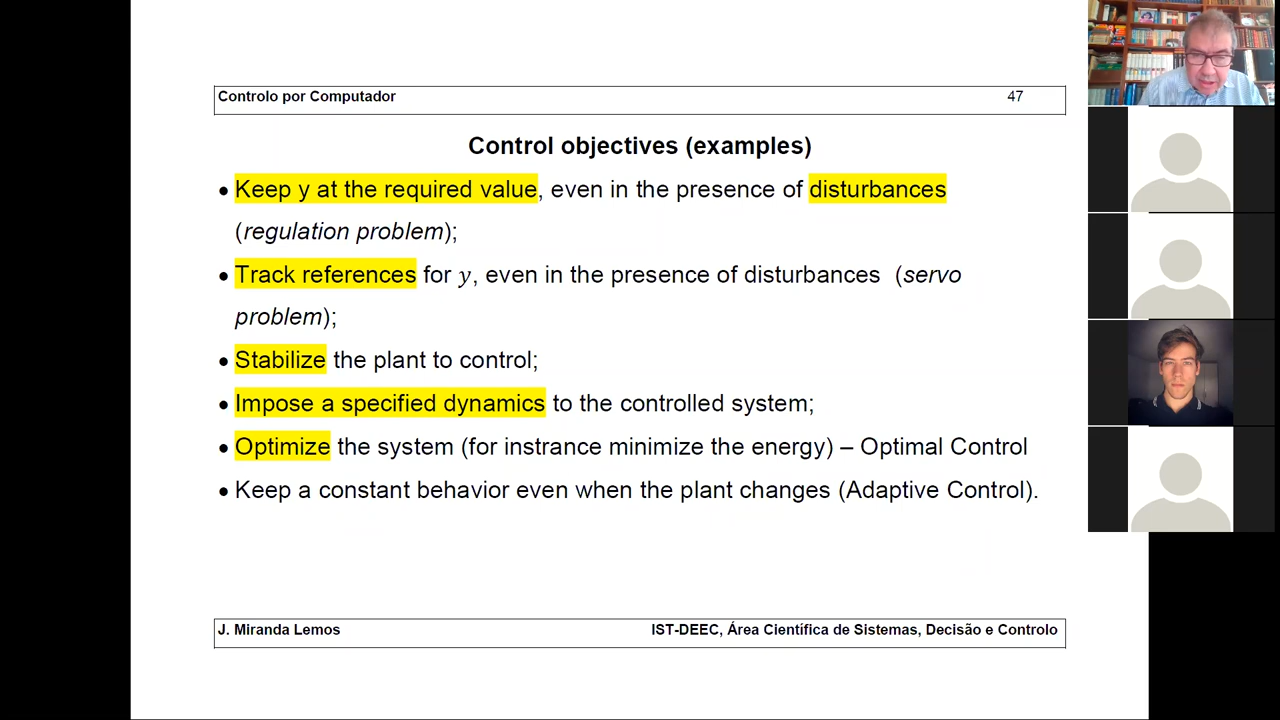 Controlo por Computador 47
Control objectives (examples)
• Keep y at the required value, even in the presence of disturbances
(regulation problem);
• Track references for y, even in the presence of disturbances (servo
problem);
• Stabilize the plant to control;
• Impose a specified dynamics to the controlled system;
• Optimize the system (for instrance minimize the energy) – Optimal Control
• Keep a constant behavior even when the plant changes (Adaptive Control).
J. Miranda Lemos IST-DEEC, Área Científica de Sistemas, Decisão e Controlo